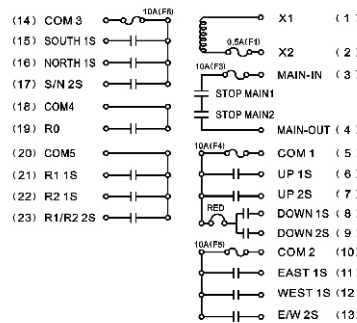 (14) COM 3 10A(F6)
(15) SOUTH 1S
(16) NORTH 1S
(17) S/N 2S
(18) COM4
(19) R0
(20) COM5
(21) R1 1S
(22) R2 1S
(23) R1/R2 2S
X1 (1)
0.5A(F1)
X2 (2)
10A(F3)
MAIN-IN (3)
STOP MAIN1
STOP MAIN2
MAIN-OUT (4)
10A(F4)
COM 1 (5)
UP 1S (6)
UP 2S (7)
RED
DOWN 1S (8)
DOWN 2S (9)
10A(F5)
COM 2 (10)
EAST 1S (11)
WEST 1S (12)
E/W 2S (13)